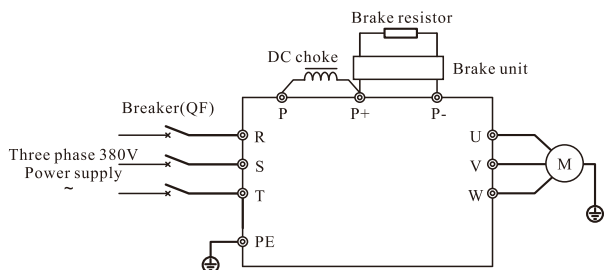 Brake resistor
DC choke
Brake unit
P
P+
P-
Breaker(QF)
R
U
Three phase 380V
Power supply
~
S
V
M
T
W
PE